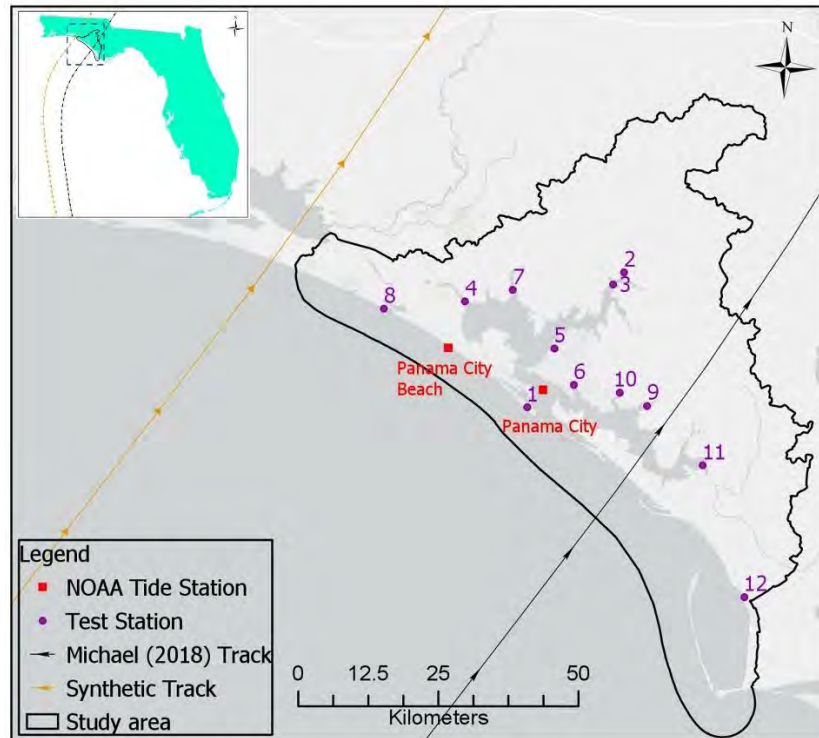 N
N
2
3
7
4
8
5
Panama City
Beach
6
10
9
1
Panama City
11
12
Legend
NOAA Tide Station
Test Station
Michael (2018) Track
Synthetic Track
Study area
0 12.5 25 50
Kilometers